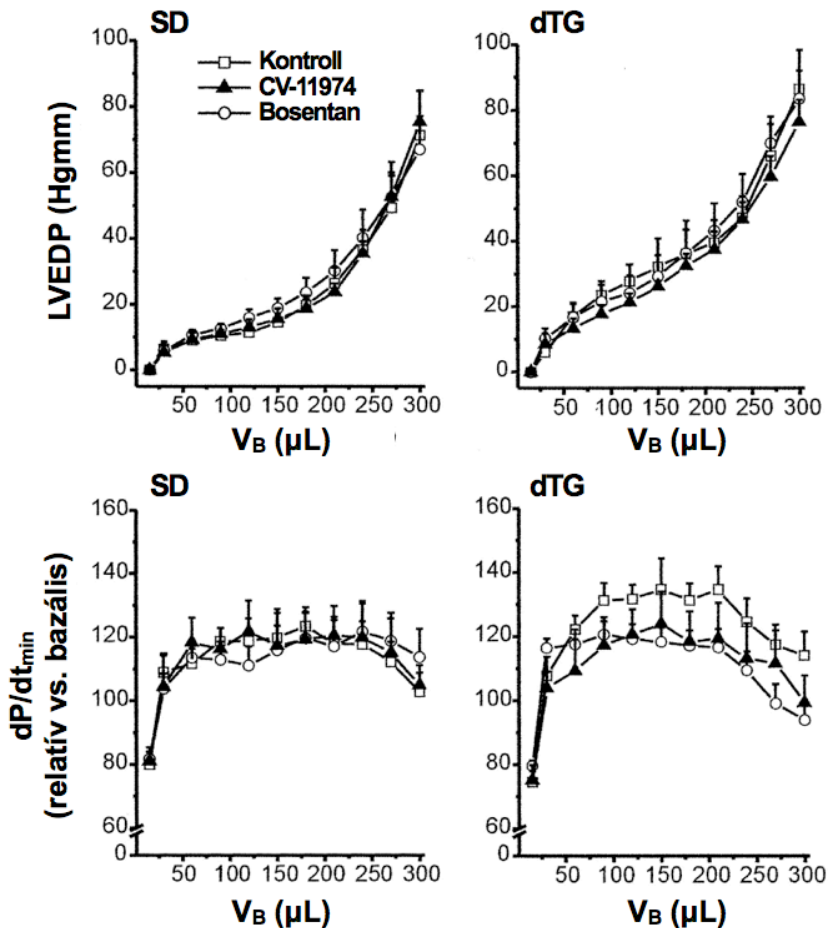 SD
dTG
Kontroll
CV-11974
Bosentan
LVEDP (Hgmm)
100
80
60
40
20
0
50 100 150 200 250 300
V_B (µL)
100
80
60
40
20
0
50 100 150 200 250 300
V_B (µL)
SD
dTG
dP/dt_min
(relatív vs. bazális)
160
140
120
100
80
60
0
50 100 150 200 250 300
V_B (µL)
160
140
120
100
80
60
0
50 100 150 200 250 300
V_B (µL)